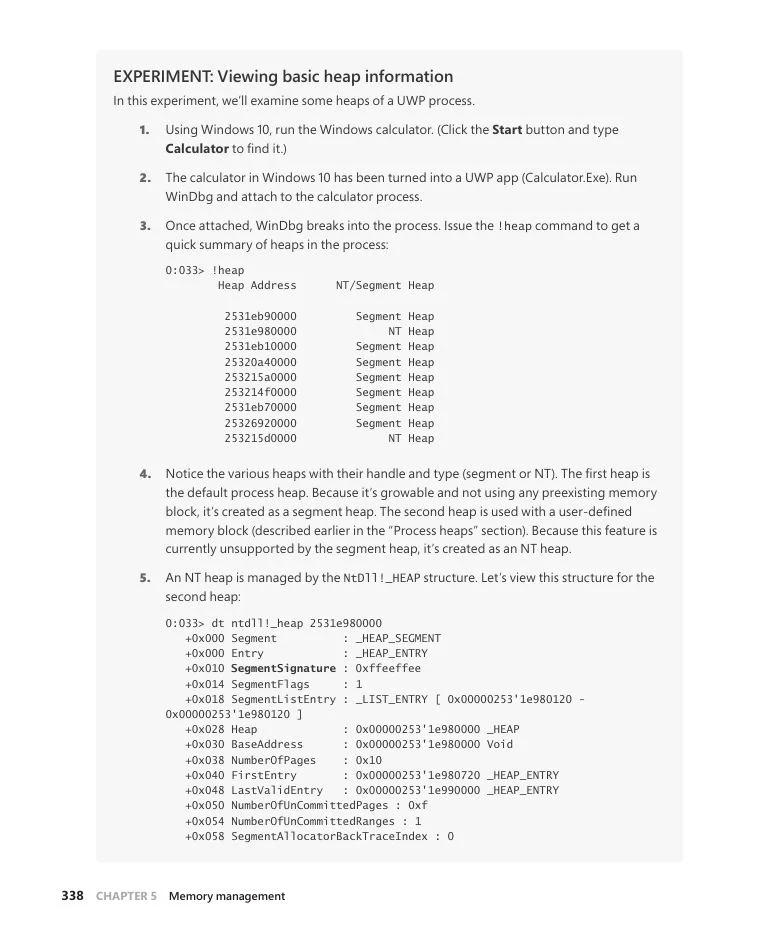 EXPERIMENT: Viewing basic heap information
In this experiment, we’ll examine some heaps of a UWP process.
1. Using Windows 10, run the Windows calculator. (Click the Start button and type
Calculator to find it.)
2. The calculator in Windows 10 has been turned into a UWP app (Calculator.Exe). Run
WinDbg and attach to the calculator process.
3. Once attached, WinDbg breaks into the process. Issue the !heap command to get a
quick summary of heaps in the process:
0:033> !heap
Heap Address NT/Segment Heap
2531eb90000 Segment Heap
2531e980000 NT Heap
2531eb10000 Segment Heap
25320a40000 Segment Heap
253215a0000 Segment Heap
253214f0000 Segment Heap
2531eb70000 Segment Heap
25326920000 Segment Heap
253215d0000 NT Heap
4. Notice the various heaps with their handle and type (segment or NT). The first heap is
the default process heap. Because it’s growable and not using any preexisting memory
block, it’s created as a segment heap. The second heap is used with a user-defined
memory block (described earlier in the “Process heaps” section). Because this feature is
currently unsupported by the segment heap, it’s created as an NT heap.
5. An NT heap is managed by the NtDll!_HEAP structure. Let’s view this structure for the
second heap:
0:033> dt ntdll!_heap 2531e980000
+0x000 Segment : _HEAP_SEGMENT
+0x000 Entry : _HEAP_ENTRY
+0x010 SegmentSignature : 0xffeeffee
+0x014 SegmentFlags : 1
+0x018 SegmentListEntry : _LIST_ENTRY [ 0x00000253'1e980120 -
0x00000253'1e980120 ]
+0x028 Heap : 0x00000253'1e980000 _HEAP
+0x030 BaseAddress : 0x00000253'1e980000 Void
+0x038 NumberOfPages : 0x10
+0x040 FirstEntry : 0x00000253'1e980720 _HEAP_ENTRY
+0x048 LastValidEntry : 0x00000253'1e990000 _HEAP_ENTRY
+0x050 NumberOfUnCommittedPages : 0xf
+0x054 NumberOfUnCommittedRanges : 1
+0x058 SegmentAllocatorBackTraceIndex : 0
338 CHAPTER 5 Memory management